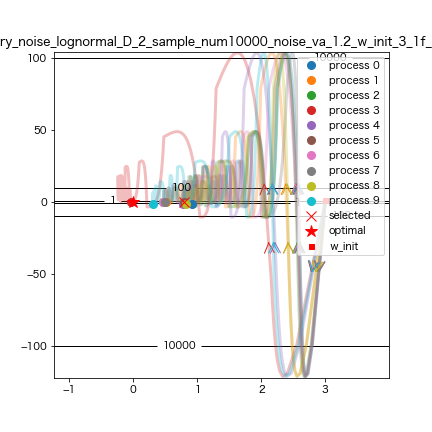 ry_noise_lognormal_D_2_sample_num10000_noise_va_1.2_w_init_3_1f_
100
50
0
−50
−100
−1
0
1
2
3
10000
100
1
10000
process 0
process 1
process 2
process 3
process 4
process 5
process 6
process 7
process 8
process 9
selected
optimal
w_init